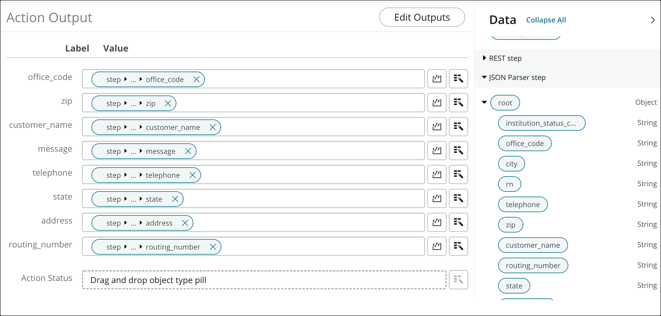 Action Output
Edit Outputs
Label Value
office_code step ... office_code
zip step ... zip
customer_name step ... customer_name
message step ... message
telephone step ... telephone
state step ... state
address step ... address
routing_number step ... routing_number
Action Status Drag and drop object type pill
Data Collapse All
REST step
JSON Parser step
root Object
institution_status_c... String
office_code String
city String
rn String
telephone String
zip String
customer_name String
routing_number String
state String